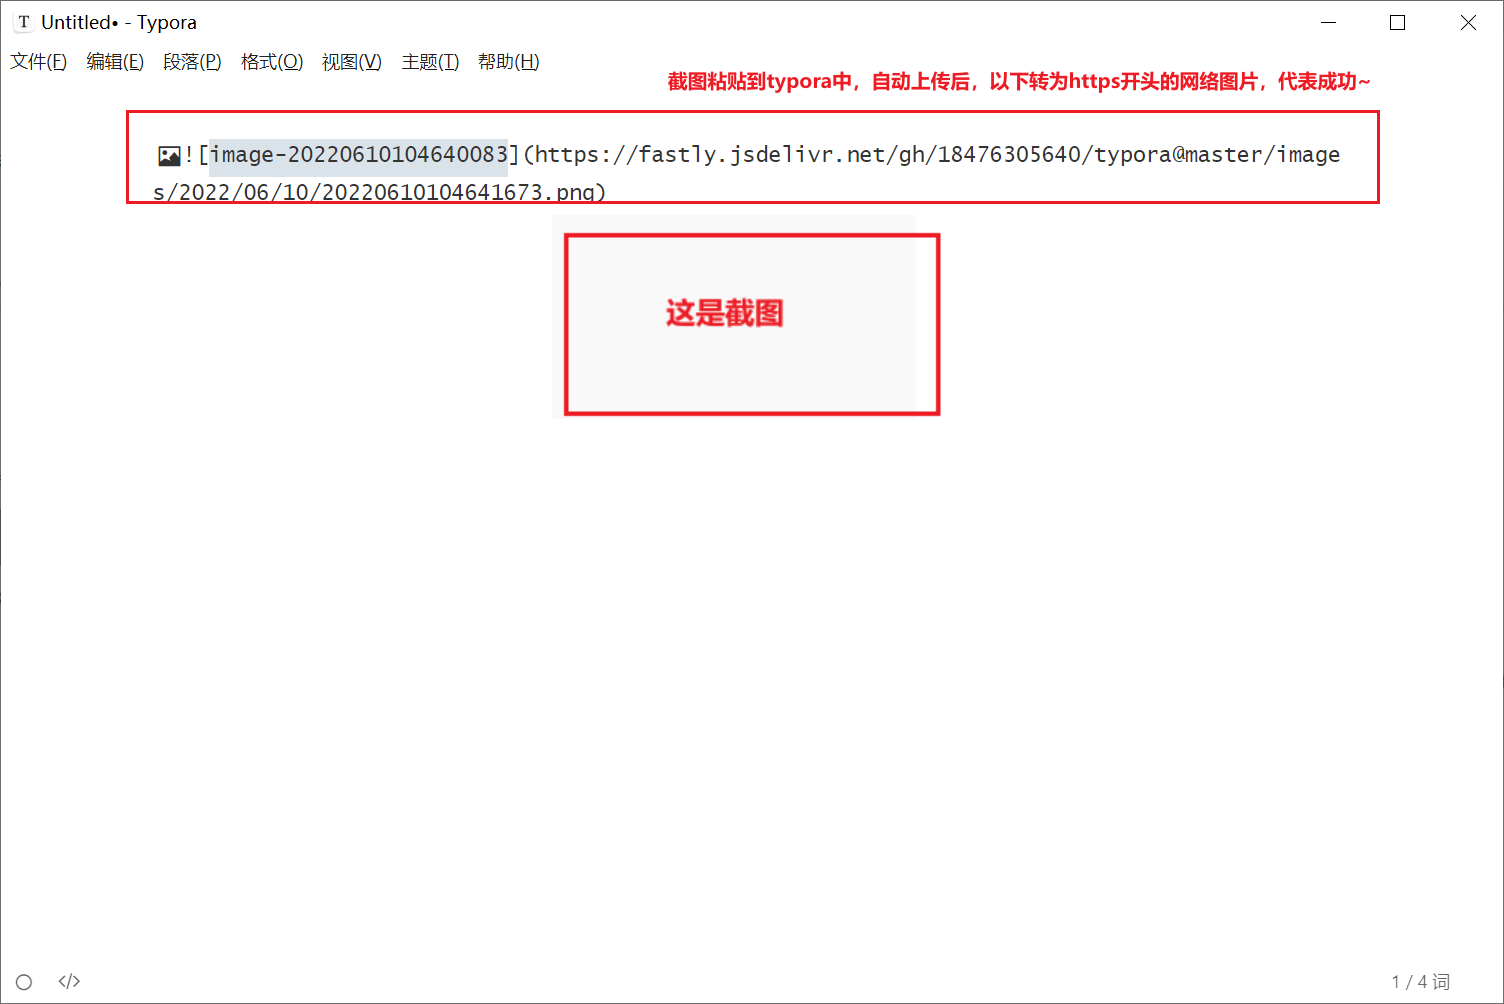 Untitled• - Typora
文件(F) 编辑(E) 段落(P) 格式(O) 视图(V) 主题(T) 帮助(H)
截图粘贴到typora中，自动上传后，以下转为https开头的网络图片，代表成功~
![image-20220610104640083](https://fastly.jsdelivr.net/gh/18476305640/typora@master/image
s/2022/06/10/20220610104641673.png)
这是截图
</> 1 / 4 词